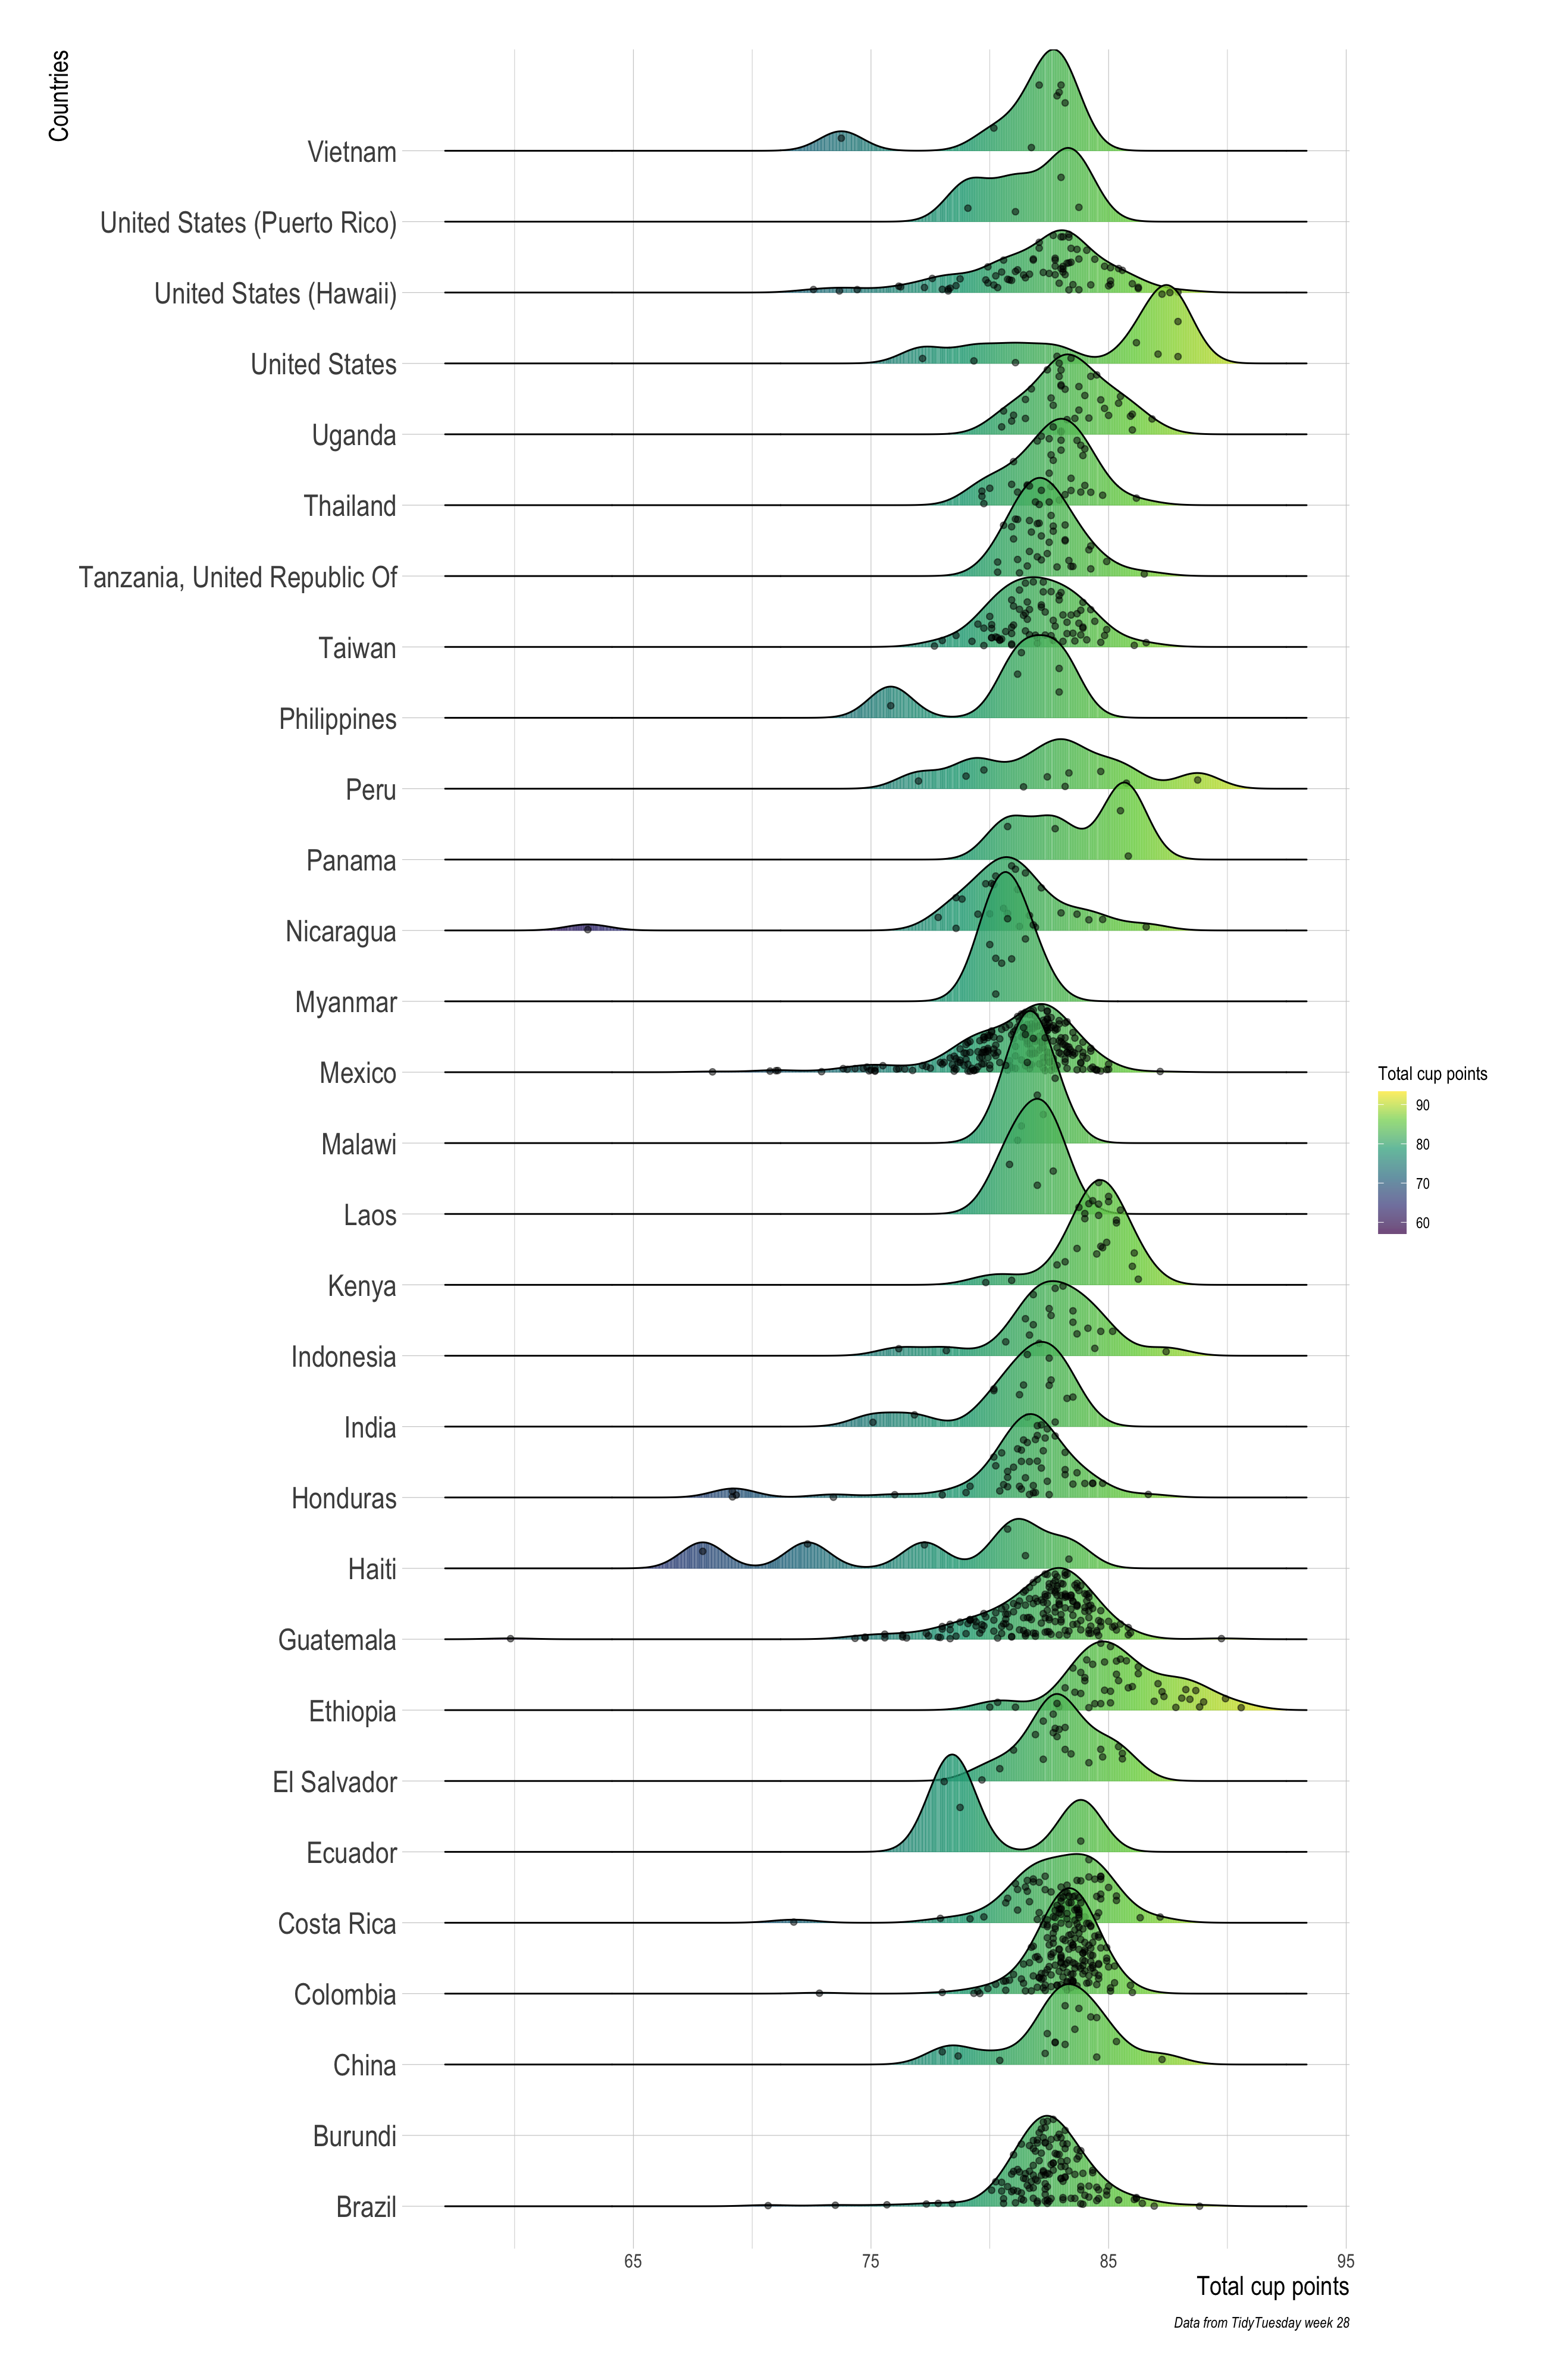 Countries
Vietnam
United States (Puerto Rico)
United States (Hawaii)
United States
Uganda
Thailand
Tanzania, United Republic Of
Taiwan
Philippines
Peru
Panama
Nicaragua
Myanmar
Mexico
Malawi
Laos
Kenya
Indonesia
India
Honduras
Haiti
Guatemala
Ethiopia
El Salvador
Ecuador
Costa Rica
Colombia
China
Burundi
Brazil
65 75 85 95
Total cup points
Data from TidyTuesday week 28
Total cup points
90
80
70
60